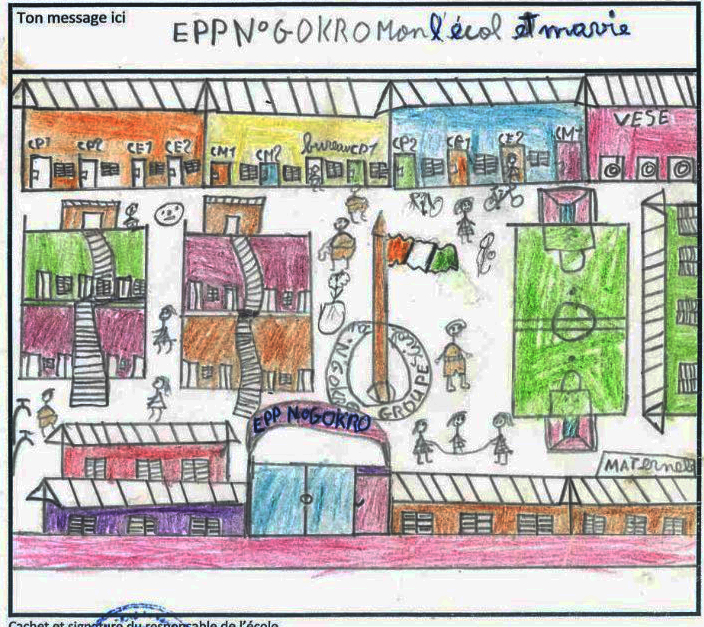 Ton message ici
EPP N°GOKRO Mon l'écol et ma vie
VESE
CP1 CP2 CE1 CE2
CM1 CM2 bureau CP1
CP2 CE1 CE2 CM1
GROUPE
EPP N°GOKRO
MATernel
Cachet et signature du responsable de l'école